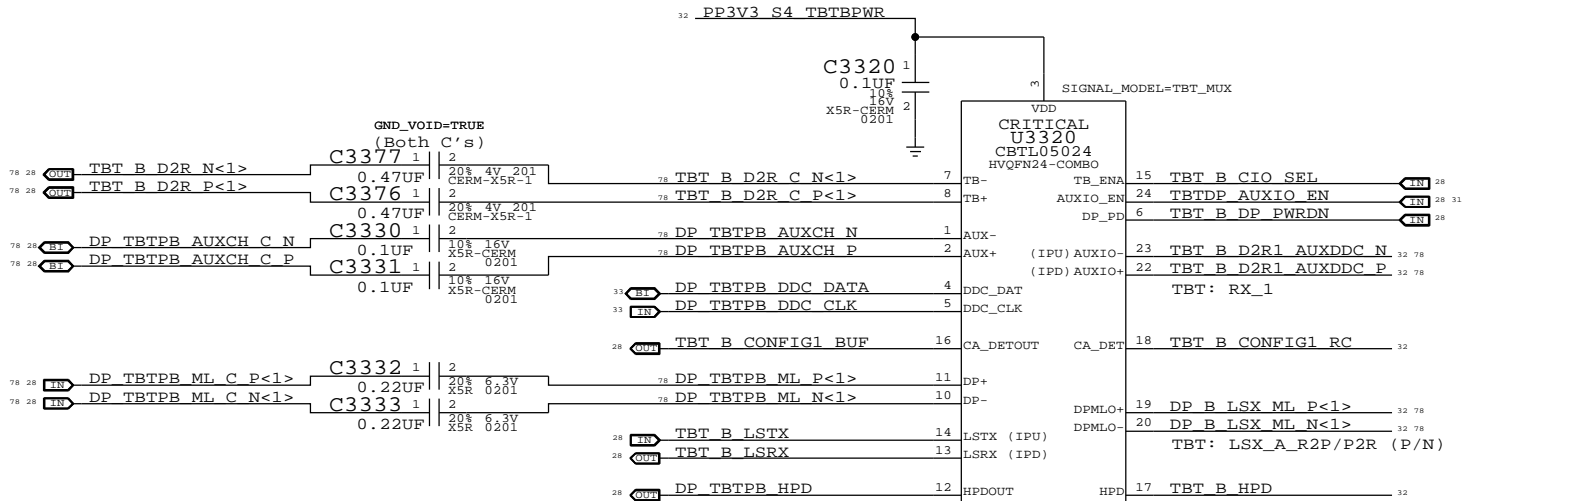 32 PP3V3_S4_TBTBPWR
C3320 1
0.1UF
10%
16V
X5R-CERM 2
0201
3
SIGNAL_MODEL=TBT_MUX
VDD
CRITICAL
U3320
CBTL05024
HVQFN24-COMBO
GND_VOID=TRUE
(Both C's)
78 28 OUT TBT_B_D2R_N<1> C3377 1 2 78 TBT_B_D2R_C_N<1> 7 TB-
0.47UF 20% 4V 201
CERM-X5R-1
78 28 OUT TBT_B_D2R_P<1> C3376 1 2 78 TBT_B_D2R_C_P<1> 8 TB+
0.47UF 20% 4V 201
CERM-X5R-1
TB_ENA 15 TBT_B_CIO_SEL IN 28
AUXIO_EN 24 TBTDP_AUXIO_EN IN 28 31
DP_PD 6 TBT_B_DP_PWRDN IN 28
78 28 BI DP_TBTPB_AUXCH_C_N C3330 1 2 78 DP_TBTPB_AUXCH_N 1 AUX-
0.1UF 10% 16V
X5R-CERM
0201
78 28 BI DP_TBTPB_AUXCH_C_P C3331 1 2 78 DP_TBTPB_AUXCH_P 2 AUX+
0.1UF 10% 16V
X5R-CERM
0201
(IPU) AUXIO- 23 TBT_B_D2R1_AUXDDC_N 32 78
(IPD) AUXIO+ 22 TBT_B_D2R1_AUXDDC_P 32 78
TBT: RX_1
33 BI DP_TBTPB_DDC_DATA 4 DDC_DAT
33 IN DP_TBTPB_DDC_CLK 5 DDC_CLK
28 OUT TBT_B_CONFIG1_BUF 16 CA_DETOUT
CA_DET 18 TBT_B_CONFIG1_RC 32
78 28 IN DP_TBTPB_ML_C_P<1> C3332 1 2 78 DP_TBTPB_ML_P<1> 11 DP+
0.22UF 20% 6.3V
X5R 0201
78 28 IN DP_TBTPB_ML_C_N<1> C3333 1 2 78 DP_TBTPB_ML_N<1> 10 DP-
0.22UF 20% 6.3V
X5R 0201
DPMLO+ 19 DP_B_LSX_ML_P<1> 32 78
DPMLO- 20 DP_B_LSX_ML_N<1> 32 78
TBT: LSX_A_R2P/P2R (P/N)
28 IN TBT_B_LSTX 14 LSTX (IPU)
28 OUT TBT_B_LSRX 13 LSRX (IPD)
28 OUT DP_TBTPB_HPD 12 HPDOUT
HPD 17 TBT_B_HPD 32